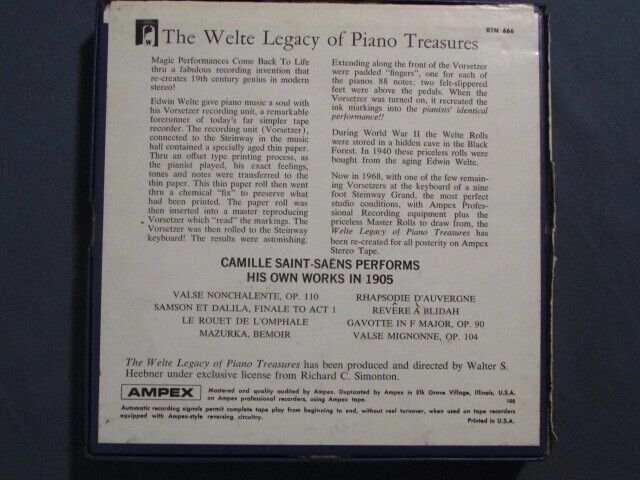 RTN 666
The Welte Legacy of Piano Treasures
Magic Performances Come Back To Life
thru a fabulous recording invention that
re-creates 19th century genius in modern
stereo!
Edwin Welte gave piano music a soul with
his Vorsetzer recording unit, a remarkable
forerunner of today's far simpler tape
recorder. The recording unit (Vorsetzer),
connected to the Steinway in the music
hall contained a specially aged thin paper.
Thru an offset type printing process, as
the pianist played, his exact feelings,
tones and notes were transferred to the
thin paper. This thin paper roll then went
thru a chemical "fix" to preserve what
had been printed. The paper roll was
then inserted into a master reproducing
Vorsetzer which "read" the markings. The
Vorsetzer was then rolled to the Steinway
keyboard! The results were astonishing.
Extending along the front of the Vorsetzer
were padded "fingers", one for each of
the pianos 88 notes; two felt-slippered
feet were above the pedals. When the
Vorsetzer was turned on, it recreated the
ink markings into the pianists' identical
performance!!
During World War II the Welte Rolls
were stored in a hidden cave in the Black
Forest. In 1940 these priceless rolls were
bought from the aging Edwin Welte.
Now in 1968, with one of the few remain-
ing Vorsetzers at the keyboard of a nine
foot Steinway Grand, the most perfect
studio conditions, with Ampex Profes-
sional Recording equipment plus the
priceless Master Rolls to draw from, the
Welte Legacy of Piano Treasures has
been re-created for all posterity on Ampex
Stereo Tape.
CAMILLE SAINT-SAËNS PERFORMS
HIS OWN WORKS IN 1905
VALSE NONCHALENTE, OP. 110
SAMSON ET DALILA, FINALE TO ACT 1
LE ROUET DE L'OMPHALE
MAZURKA, BEMOIR
RHAPSODIE D'AUVERGNE
REVERE À BLIDAH
GAVOTTE IN F MAJOR, OP. 90
VALSE MIGNONNE, OP. 104
The Welte Legacy of Piano Treasures has been produced and directed by Walter S.
Heebner under exclusive license from Richard C. Simonton.
AMPEX Mastered and quality audited by Ampex. Duplicated by Ampex in Elk Grove Village, Illinois, U.S.A.
on Ampex professional recorders, using Ampex tape. 168
Automatic recording signals permit complete tape play from beginning to end, without reel turnover, when used on tape recorders
equipped with Ampex-style reversing circuitry. Printed in U.S.A.